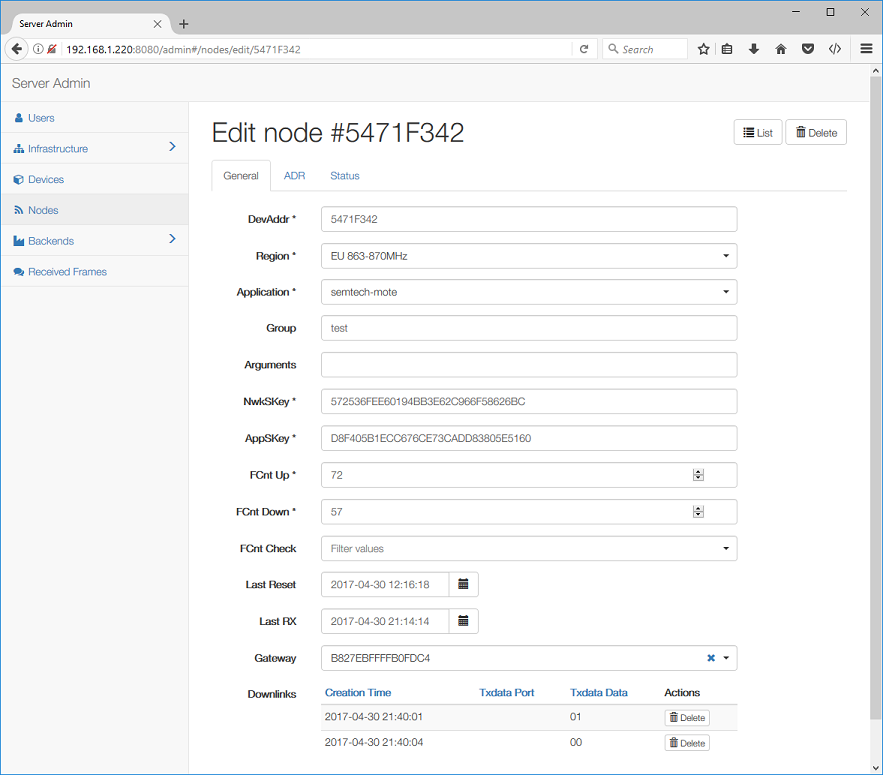 Server Admin
192.168.1.220:8080/admin#/nodes/edit/5471F342
Search
Server Admin
Users
Infrastructure
Devices
Nodes
Backends
Received Frames
Edit node #5471F342
List
Delete
General ADR Status
DevAddr * 5471F342
Region * EU 863-870MHz
Application * semtech-mote
Group test
Arguments
NwkSKey * 572536FEE60194BB3E62C966F58626BC
AppSKey * D8F405B1ECC676CE73CADD83805E5160
FCnt Up * 72
FCnt Down * 57
FCnt Check Filter values
Last Reset 2017-04-30 12:16:18
Last RX 2017-04-30 21:14:14
Gateway B827EBFFFFB0FDC4
Downlinks Creation Time Txdata Port Txdata Data Actions
2017-04-30 21:40:01 01 Delete
2017-04-30 21:40:04 00 Delete